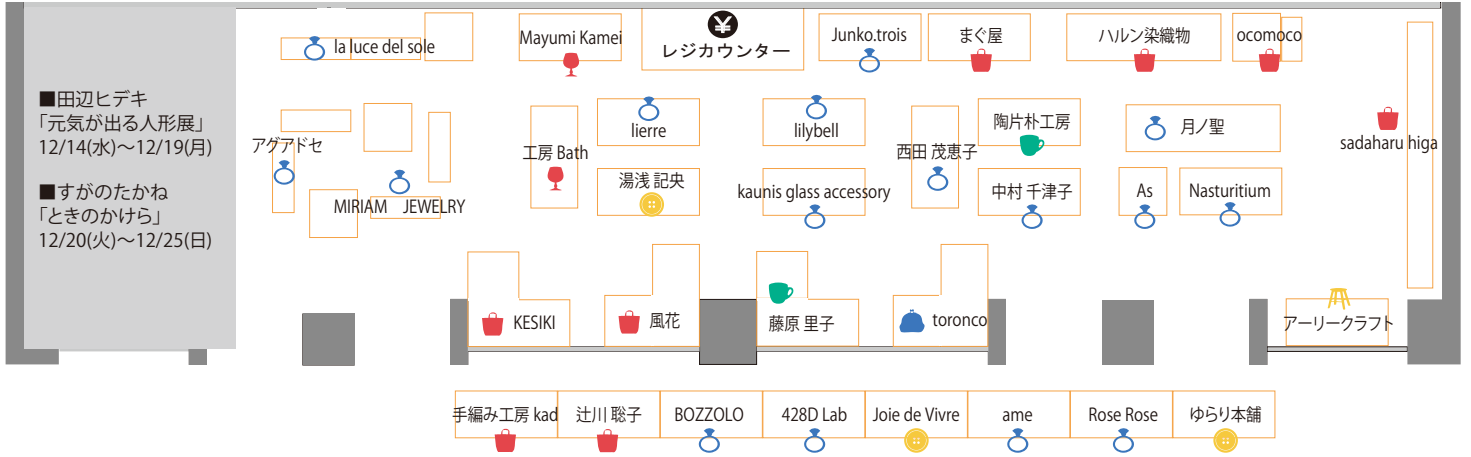 ■田辺ヒデキ
「元気が出る人形展」
12/14(水)～12/19(月)
■すがのたかね
「ときのかけら」
12/20(火)～12/25(日)
la luce del sole
Mayumi Kamei
¥
レジカウンター
Junko.trois
まぐ屋
ハルン染織物
ocomoco
アグアドセ
MIRIAM JEWELRY
工房 Bath
lierre
湯浅 記央
lilybell
kaunis glass accessory
西田 茂恵子
陶片朴工房
中村 千津子
月ノ聖
As
Nasturitium
sadaharu higa
KESIKI
風花
藤原 里子
toronco
アーリークラフト
手編み工房 kad
辻川 聡子
BOZZOLO
428D Lab
Joie de Vivre
ame
Rose Rose
ゆらり本舗